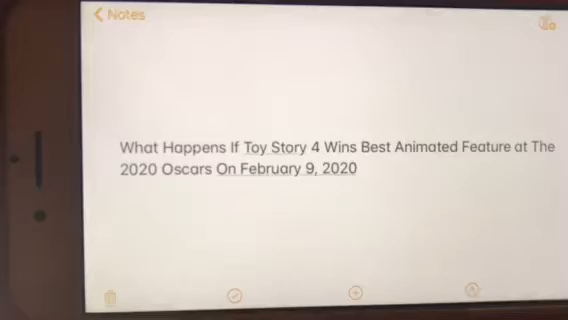 Notes
What Happens If Toy Story 4 Wins Best Animated Feature at The
2020 Oscars On February 9, 2020